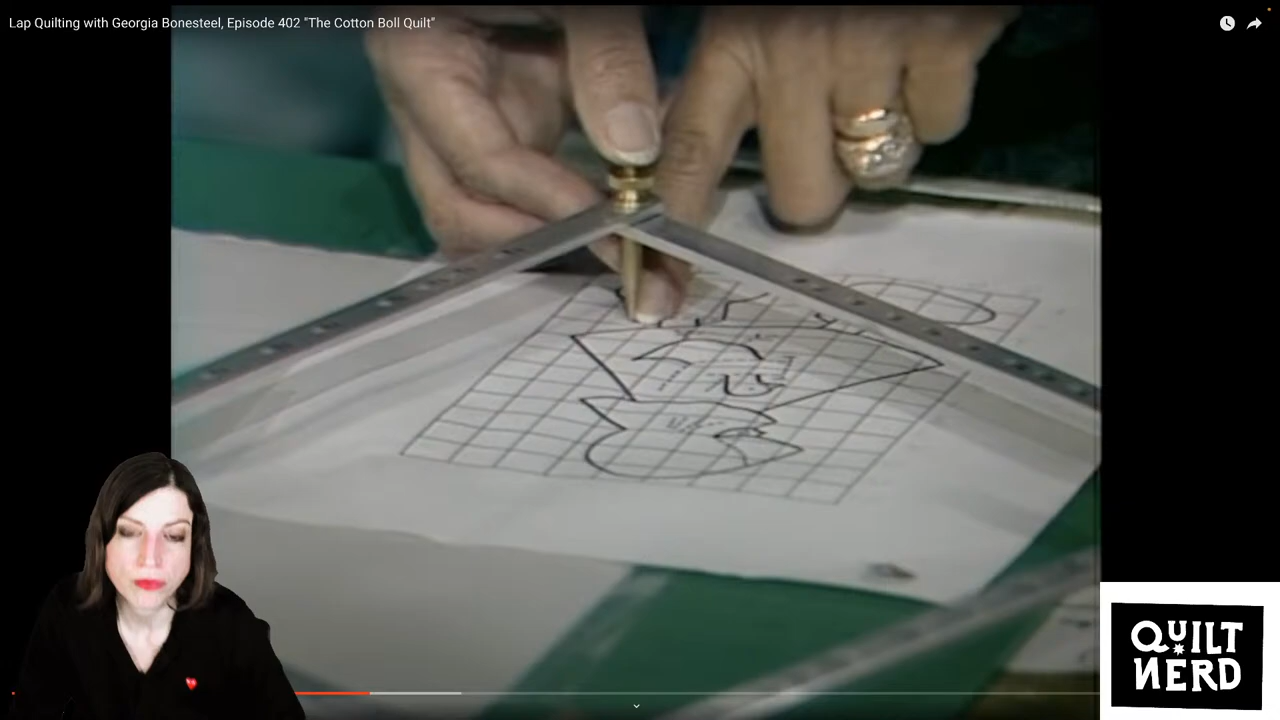 Lap Quilting with Georgia Bonesteel, Episode 402 "The Cotton Boll Quilt"
QUILT
NERD